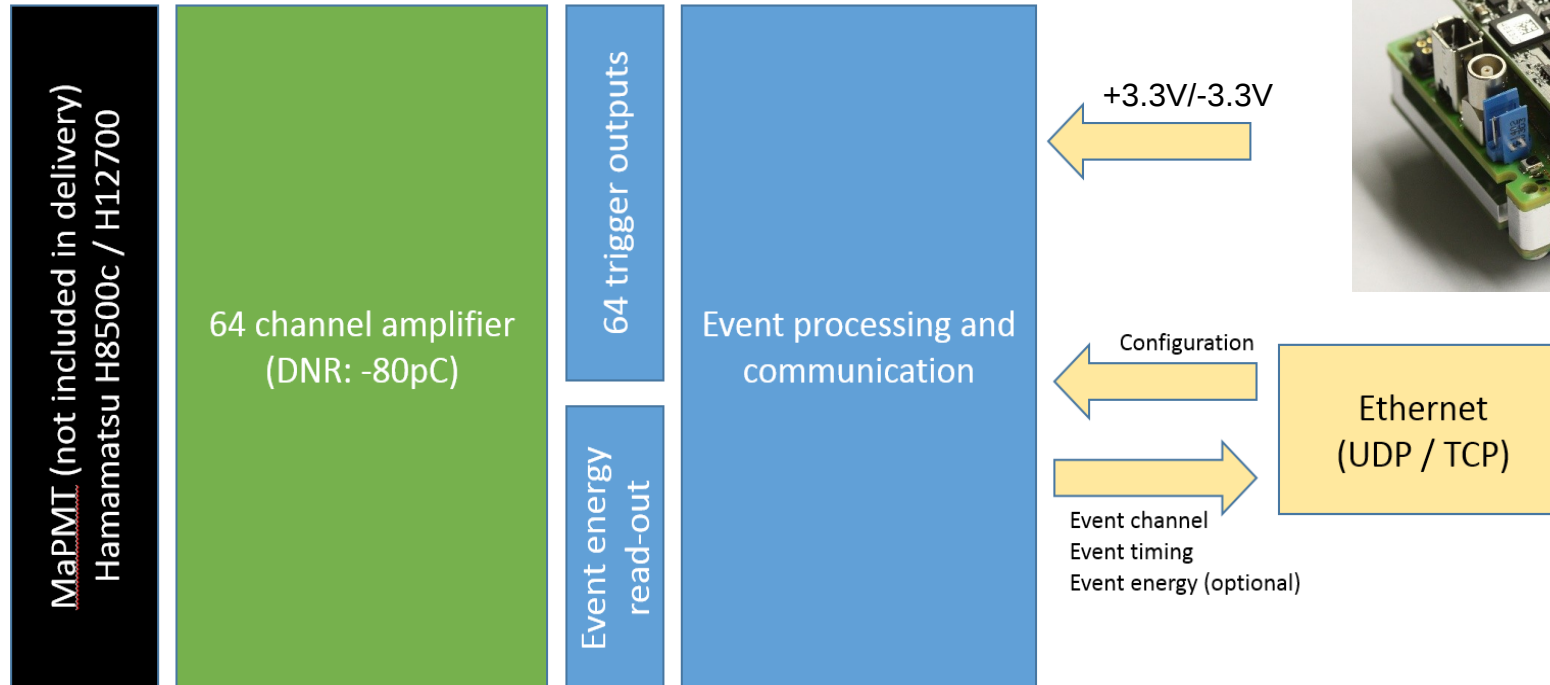 MaPMT (not included in delivery)
Hamamatsu H8500c / H12700
64 channel amplifier
(DNR: -80pC)
64 trigger outputs
Event energy
read-out
Event processing and
communication
+3.3V/-3.3V
Configuration
Event channel
Event timing
Event energy (optional)
Ethernet
(UDP / TCP)